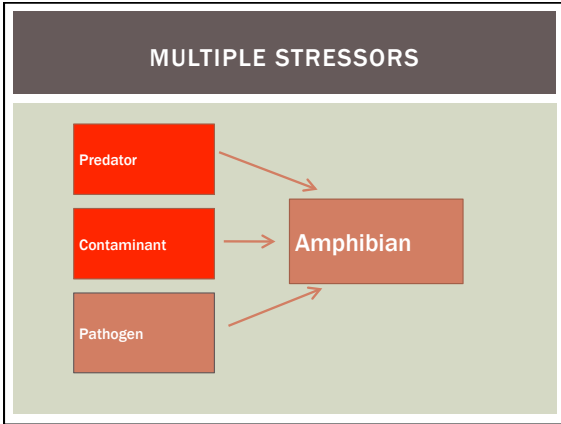 MULTIPLE STRESSORS
Predator
Contaminant
Amphibian
Pathogen